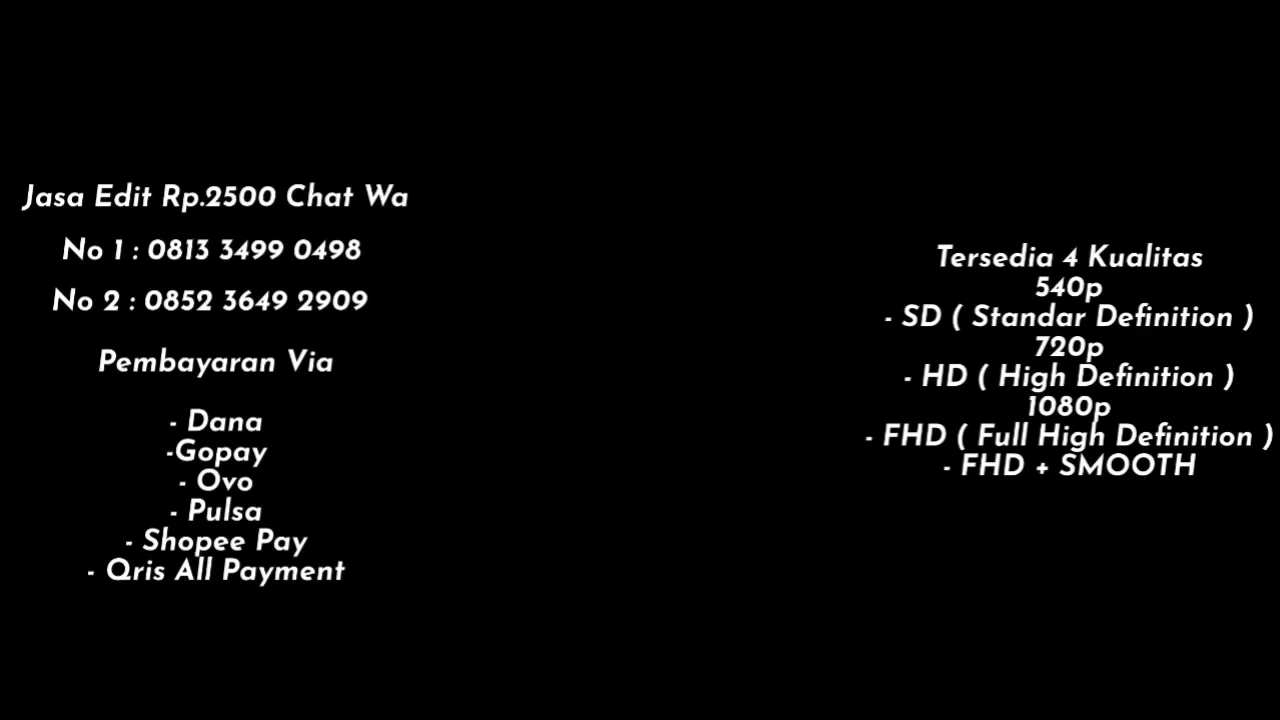 Jasa Edit Rp.2500 Chat Wa
No 1 : 0813 3499 0498
No 2 : 0852 3649 2909
Pembayaran Via
- Dana
-Gopay
- Ovo
- Pulsa
- Shopee Pay
- Qris All Payment
Tersedia 4 Kualitas
540p
- SD ( Standar Definition )
720p
- HD ( High Definition )
1080p
- FHD ( Full High Definition )
- FHD + SMOOTH